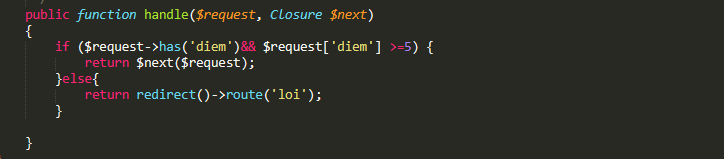 public function handle($request, Closure $next)
{
if ($request->has('diem')&& $request['diem'] >=5) {
return $next($request);
}else{
return redirect()->route('loi');
}
}